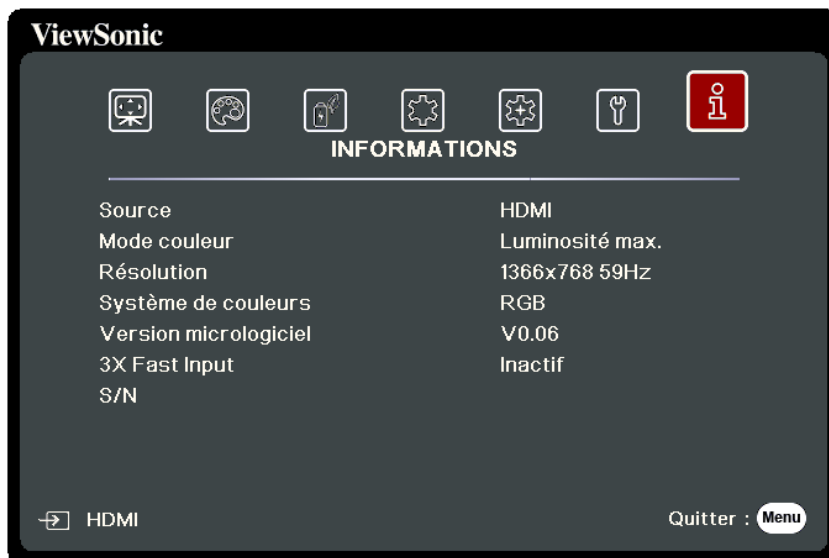 ViewSonic
INFORMATIONS
Source HDMI
Mode couleur Luminosité max.
Résolution 1366x768 59Hz
Système de couleurs RGB
Version micrologiciel V0.06
3X Fast Input Inactif
S/N
HDMI Quitter : Menu